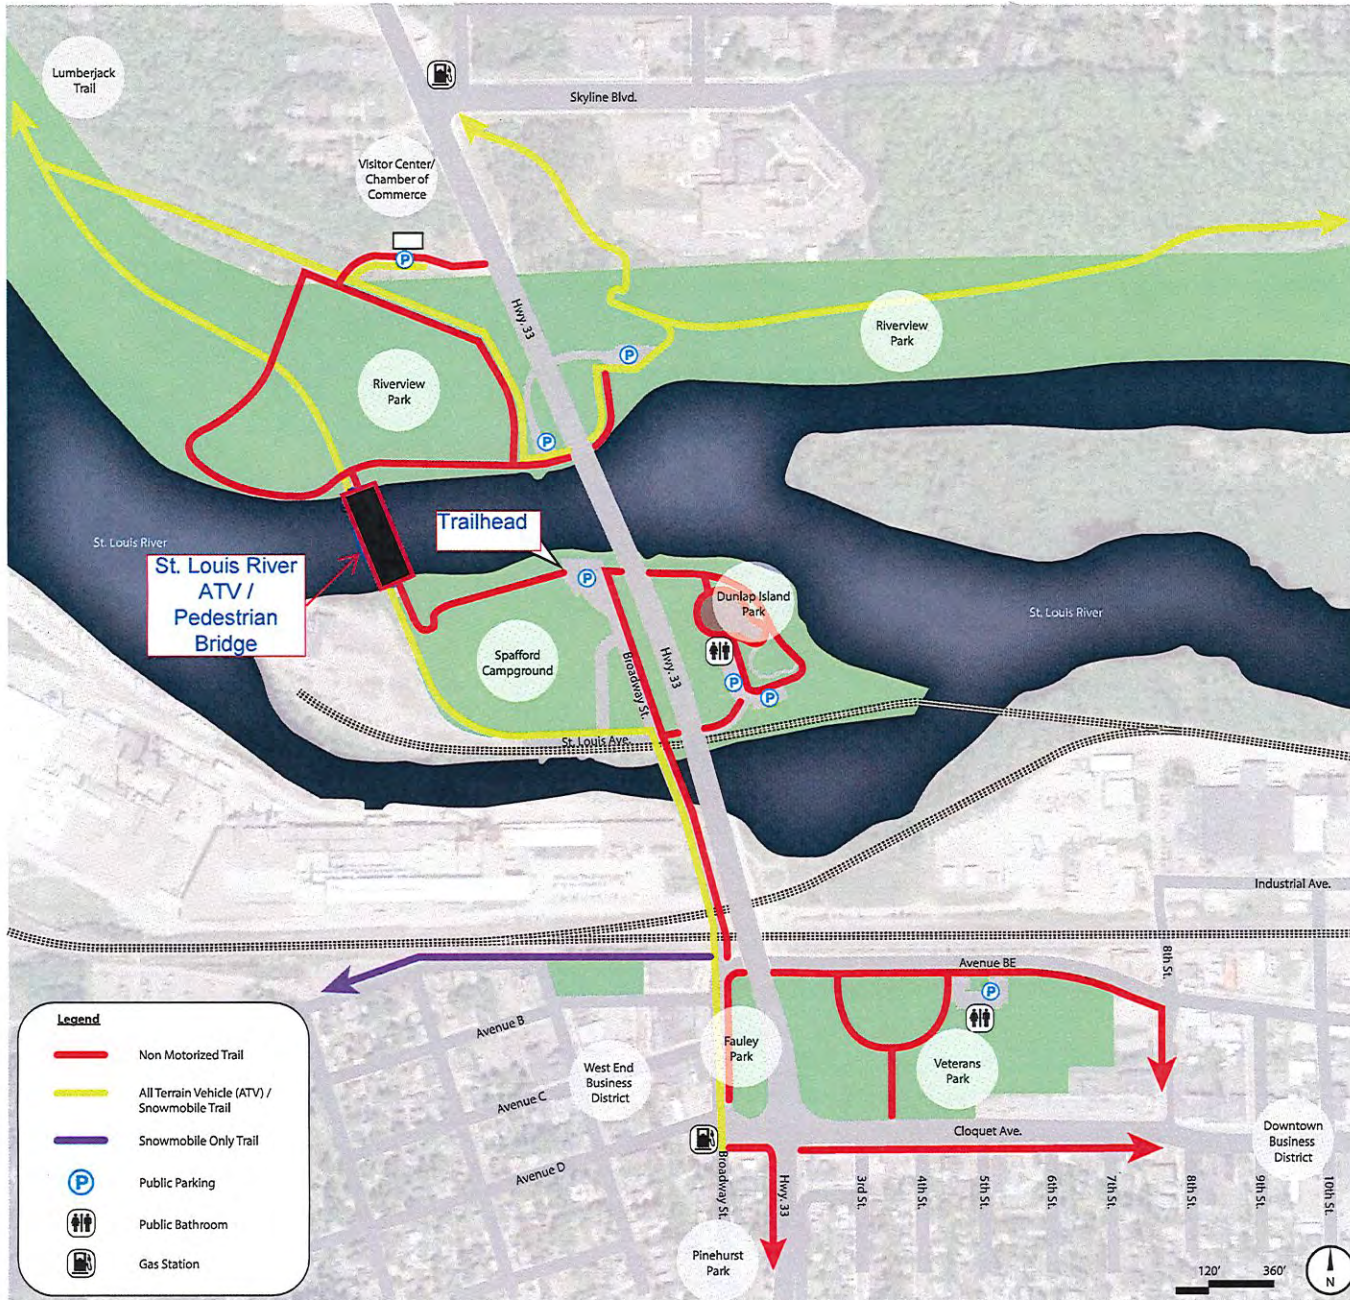 Lumberjack
Trail
Skyline Blvd.
Visitor Center/
Chamber of
Commerce
P
Hwy. 33
Riverview
Park
P
Riverview
Park
P
St. Louis River
Trailhead
St. Louis River
ATV /
Pedestrian
Bridge
P
Dunlap Island
Park
St. Louis River
Spafford
Campground
Broadway St.
Hwy. 33
P
P
St. Louis Ave.
Industrial Ave.
8th St.
Avenue BE
P
Avenue B
Fauley
Park
West End
Business
District
Veterans
Park
Avenue C
Cloquet Ave.
Downtown
Business
District
Avenue D
Broadway St.
Hwy. 33
3rd St.
4th St.
5th St.
6th St.
7th St.
8th St.
9th St.
10th St.
Pinehurst
Park
Legend
Non Motorized Trail
All Terrain Vehicle (ATV) /
Snowmobile Trail
Snowmobile Only Trail
P Public Parking
Public Bathroom
Gas Station
120' 360'
N